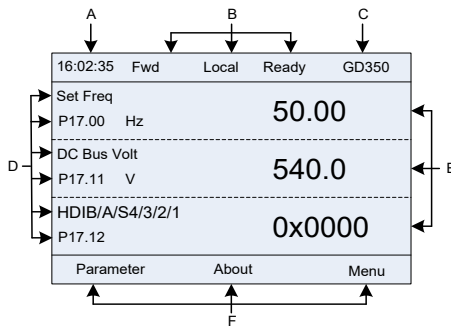 A B C
16:02:35 Fwd Local Ready GD350
Set Freq
P17.00 Hz 50.00
DC Bus Volt
D P17.11 V 540.0 E
HDIB/A/S4/3/2/1
P17.12 0x0000
Parameter About Menu
F